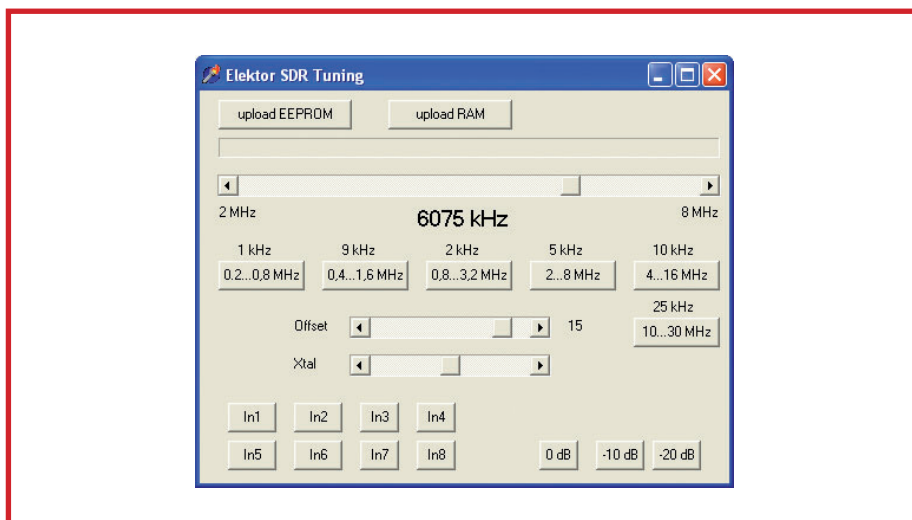 Elektor SDR Tuning
upload EEPROM upload RAM
2 MHz 6075 kHz 8 MHz
1 kHz 9 kHz 2 kHz 5 kHz 10 kHz
0.2...0,8 MHz 0,4...1,6 MHz 0,8...3,2 MHz 2...8 MHz 4...16 MHz
25 kHz
Offset 15 10...30 MHz
Xtal
In1 In2 In3 In4
In5 In6 In7 In8 0 dB -10 dB -20 dB